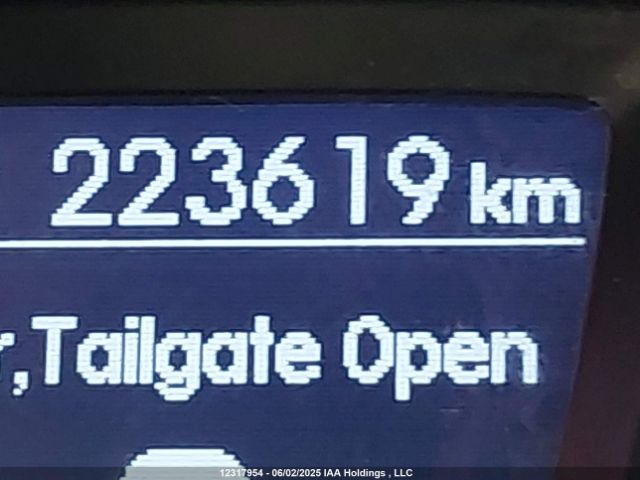 223619 km
r,Tailgate Open
12317954 - 06/02/2025 IAA Holdings , LLC